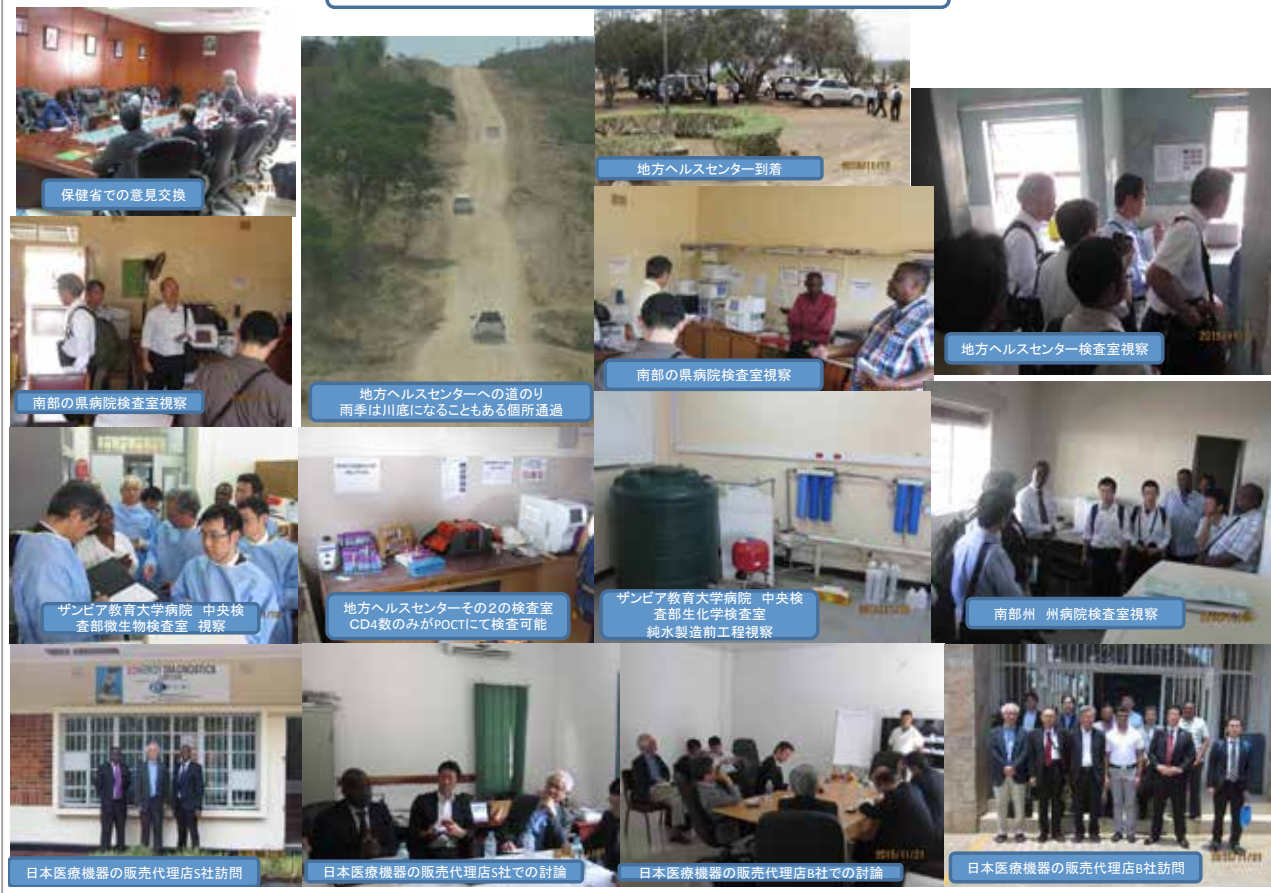 保健省での意見交換
地方ヘルスセンター到着
南部の県病院検査室視察
地方ヘルスセンターへの道のり
雨季は川底になることもある個所通過
南部の県病院検査室視察
地方ヘルスセンター検査室視察
ザンビア教育大学病院 中央検
査部微生物検査室 視察
地方ヘルスセンターその2の検査室
CD4数のみがPOCTにて検査可能
ザンビア教育大学病院 中央検
査部生化学検査室
純水製造前工程視察
南部州 州病院検査室視察
DIAGNOSTICS
日本医療機器の販売代理店S社訪問
日本医療機器の販売代理店S社での討論
日本医療機器の販売代理店B社での討論
2015/11/21
日本医療機器の販売代理店B社訪問